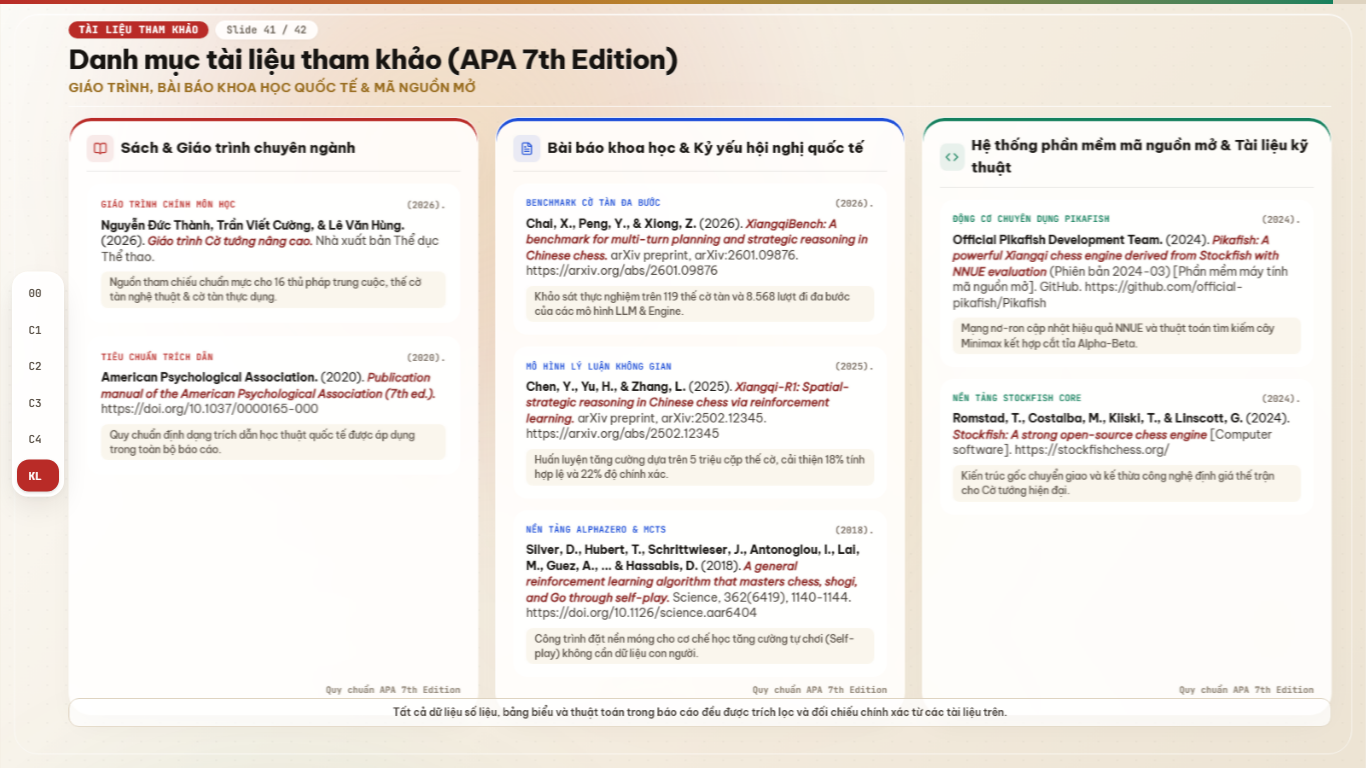 TÀI LIỆU THAM KHẢO
Slide 41 / 42
Danh mục tài liệu tham khảo (APA 7th Edition)
GIÁO TRÌNH, BÀI BÁO KHOA HỌC QUỐC TẾ & MÃ NGUỒN MỞ
00
C1
C2
C3
C4
KL
Sách & Giáo trình chuyên ngành
GIÁO TRÌNH CHÍNH MÔN HỌC
(2026).
Nguyễn Đức Thành, Trần Viết Cường, & Lê Văn Hùng.
(2026). Giáo trình Cờ tướng nâng cao. Nhà xuất bản Thể dục
Thể thao.
Nguồn tham chiếu chuẩn mực cho 16 thủ pháp trung cuộc, thế cờ
tàn nghệ thuật & cờ tàn thực dụng.
TIÊU CHUẨN TRÍCH DẪN
(2020).
American Psychological Association. (2020). Publication
manual of the American Psychological Association (7th ed.).
https://doi.org/10.1037/0000165-000
Quy chuẩn định dạng trích dẫn học thuật quốc tế được áp dụng
trong toàn bộ báo cáo.
Quy chuẩn APA 7th Edition
Bài báo khoa học & Kỷ yếu hội nghị quốc tế
BENCHMARK CỜ TÀN ĐA BƯỚC
(2026).
Chai, X., Peng, Y., & Xiong, Z. (2026). XiangqiBench: A
benchmark for multi-turn planning and strategic reasoning in
Chinese chess. arXiv preprint, arXiv:2601.09876.
https://arxiv.org/abs/2601.09876
Khảo sát thực nghiệm trên 119 thế cờ tàn và 8.568 lượt đi đa bước
của các mô hình LLM & Engine.
MÔ HÌNH LÝ LUẬN KHÔNG GIAN
(2025).
Chen, Y., Yu, H., & Zhang, L. (2025). Xiangqi-R1: Spatial-
strategic reasoning in Chinese chess via reinforcement
learning. arXiv preprint, arXiv:2502.12345.
https://arxiv.org/abs/2502.12345
Huấn luyện tăng cường dựa trên 5 triệu cặp thế cờ, cải thiện 18% tính
hợp lệ và 22% độ chính xác.
NỀN TẢNG ALPHAZERO & MCTS
(2018).
Silver, D., Hubert, T., Schrittwieser, J., Antonoglou, I., Lai,
M., Guez, A., ... & Hassabis, D. (2018). A general
reinforcement learning algorithm that masters chess, shogi,
and Go through self-play. Science, 362(6419), 1140-1144.
https://doi.org/10.1126/science.aar6404
Công trình đặt nền móng cho cơ chế học tăng cường tự chơi (Self-
play) không cần dữ liệu con người.
Quy chuẩn APA 7th Edition
Hệ thống phần mềm mã nguồn mở & Tài liệu kỹ
thuật
ĐỘNG CƠ CHUYÊN DỤNG PIKAFISH
(2024).
Official Pikafish Development Team. (2024). Pikafish: A
powerful Xiangqi chess engine derived from Stockfish with
NNUE evaluation (Phiên bản 2024-03) [Phần mềm máy tính
mã nguồn mở]. GitHub. https://github.com/official-
pikafish/Pikafish
Mạng nơ-ron cập nhật hiệu quả NNUE và thuật toán tìm kiếm cây
Minimax kết hợp cắt tỉa Alpha-Beta.
NỀN TẢNG STOCKFISH CORE
(2024).
Romstad, T., Costalba, M., Kiiski, T., & Linscott, G. (2024).
Stockfish: A strong open-source chess engine [Computer
software]. https://stockfishchess.org/
Kiến trúc gốc chuyển giao và kế thừa công nghệ định giá thế trận
cho Cờ tướng hiện đại.
Quy chuẩn APA 7th Edition
Tất cả dữ liệu số liệu, bảng biểu và thuật toán trong báo cáo đều được trích lọc và đối chiếu chính xác từ các tài liệu trên.